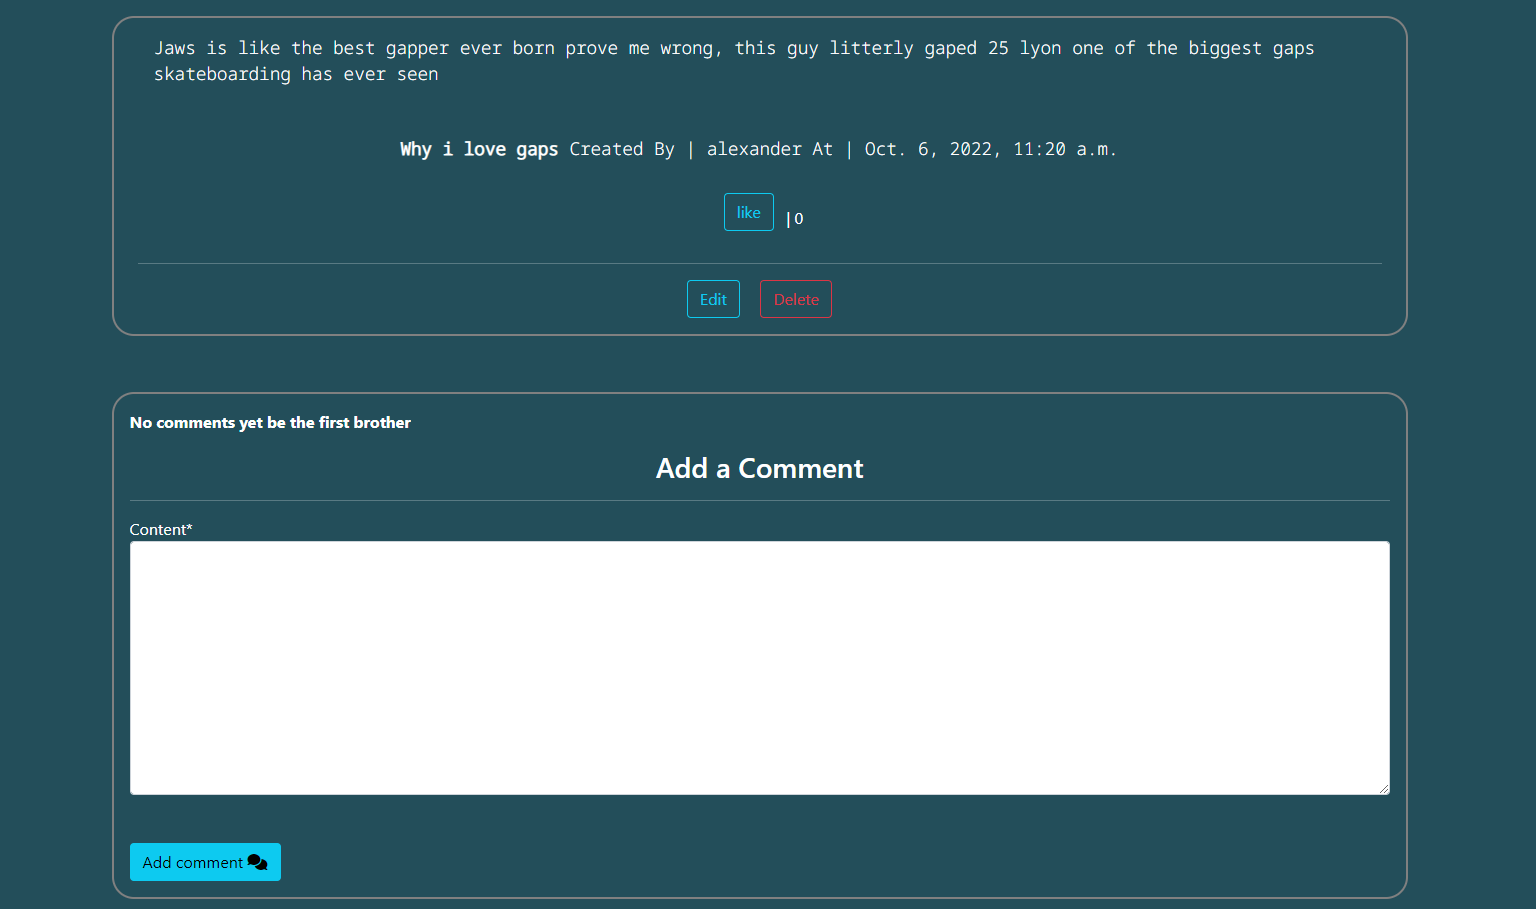 Jaws is like the best gapper ever born prove me wrong, this guy litterly gaped 25 lyon one of the biggest gaps
skateboarding has ever seen
Why i love gaps Created By | alexander At | Oct. 6, 2022, 11:20 a.m.
like | 0
Edit Delete
No comments yet be the first brother
Add a Comment
Content*
Add comment